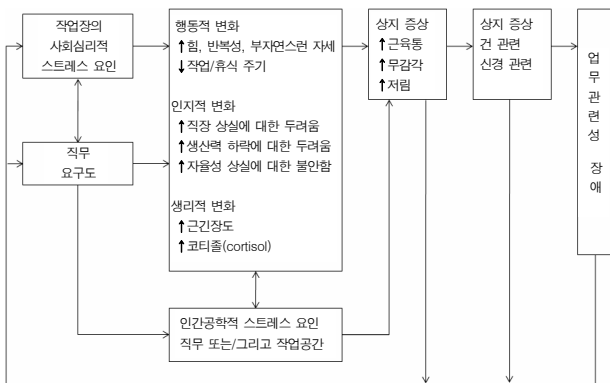 작업장의
사회심리적
스트레스 요인
직무
요구도
행동적 변화
↑힘, 반복성, 부자연스런 자세
↓작업/휴식 주기
인지적 변화
↑직장 상실에 대한 두려움
↑생산력 하락에 대한 두려움
↑자율성 상실에 대한 불안함
생리적 변화
↑근긴장도
↑코티졸(cortisol)
인간공학적 스트레스 요인
직무 또는/그리고 작업공간
상지 증상
↑근육통
↑무감각
↑저림
상지 증상
건 관련
신경 관련
업
무
관
련
성
장
애